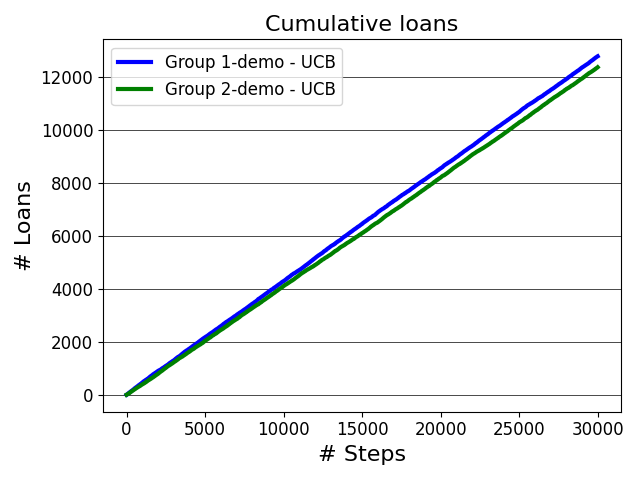 Cumulative loans
Group 1-demo - UCB
Group 2-demo - UCB
# Loans
12000
10000
8000
6000
4000
2000
0
0 5000 10000 15000 20000 25000 30000
# Steps